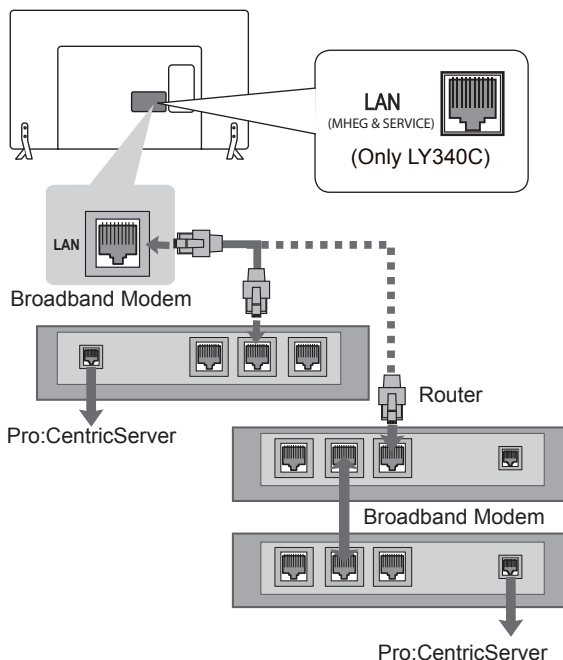 LAN
(MHEG & SERVICE)
(Only LY340C)
LAN
Broadband Modem
Router
Pro:CentricServer
Broadband Modem
Pro:CentricServer